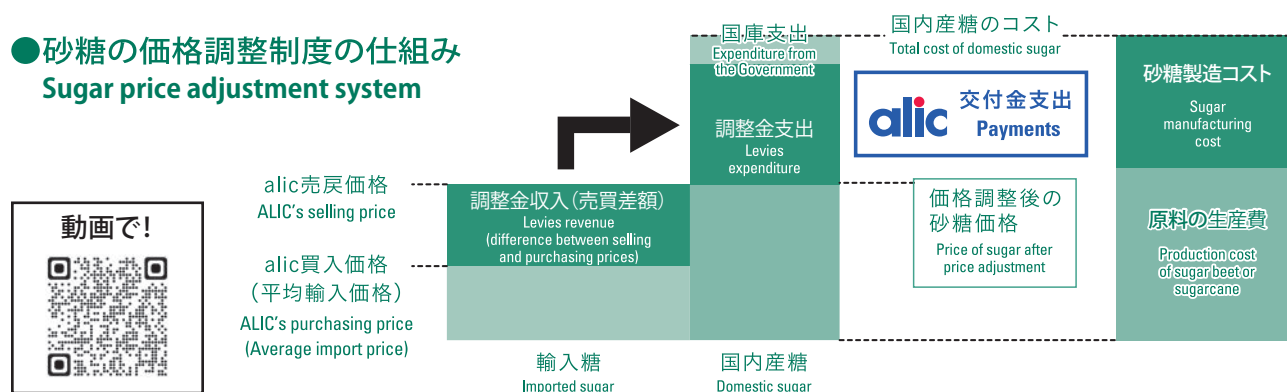 ●砂糖の価格調整制度の仕組み
Sugar price adjustment system
動画で!
alic売戻価格
ALIC's selling price
alic買入価格
(平均輸入価格)
ALIC's purchasing price
(Average import price)
調整金収入(売買差額)
Levies revenue
(difference between selling
and purchasing prices)
輸入糖
Imported sugar
国庫支出
Expenditure from
the Government
調整金支出
Levies
expenditure
国内産糖
Domestic sugar
国内産糖のコスト
Total cost of domestic sugar
alic 交付金支出
Payments
価格調整後の
砂糖価格
Price of sugar after
price adjustment
砂糖製造コスト
Sugar
manufacturing
cost
原料の生産費
Production cost
of sugar beet or
sugarcane